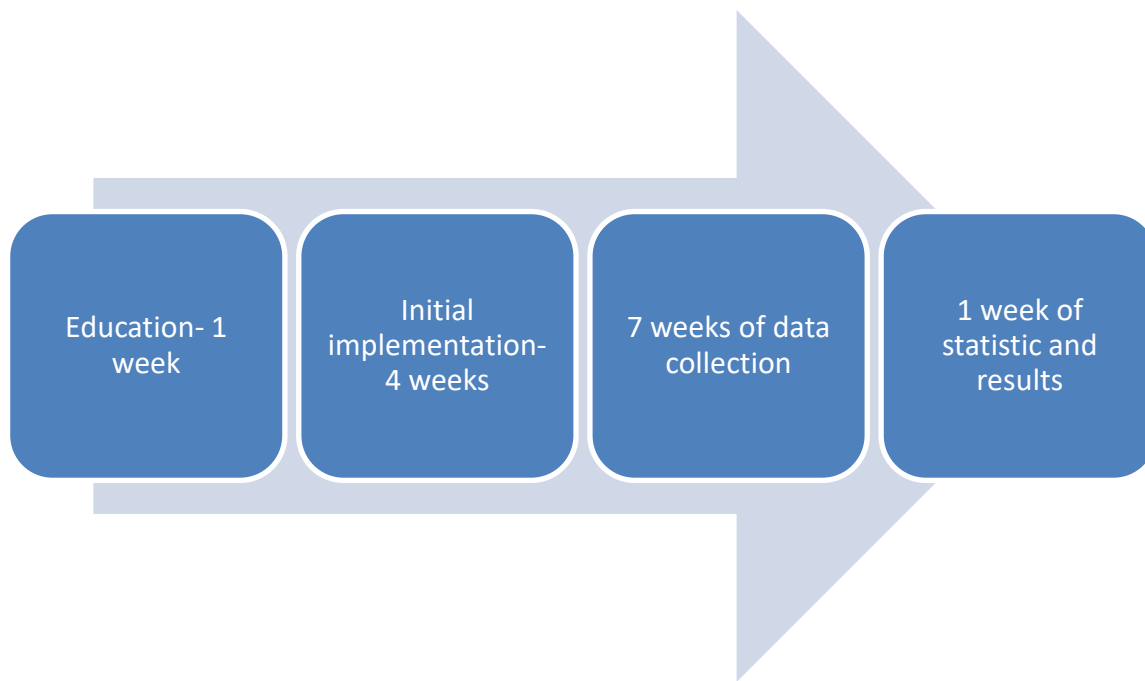 Education- 1
week
Initial
implementation-
4 weeks
7 weeks of data
collection
1 week of
statistic and
results